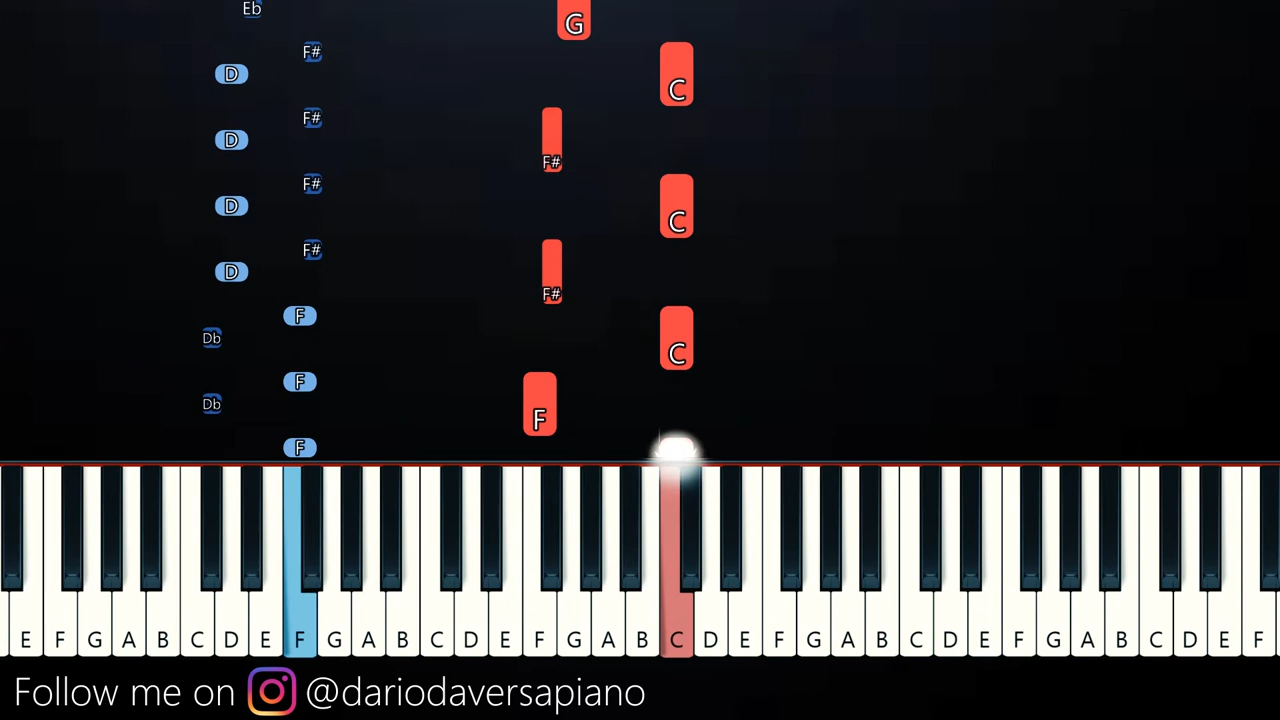 Eb G
F#
D C
F#
D F#
F#
D C
F#
D F#
F
Db C
F
Db F
F
E F G A B C D E F G A B C D E F G A B C D E F G A B C D E F G A B C D E F
Follow me on @dariodaversapiano